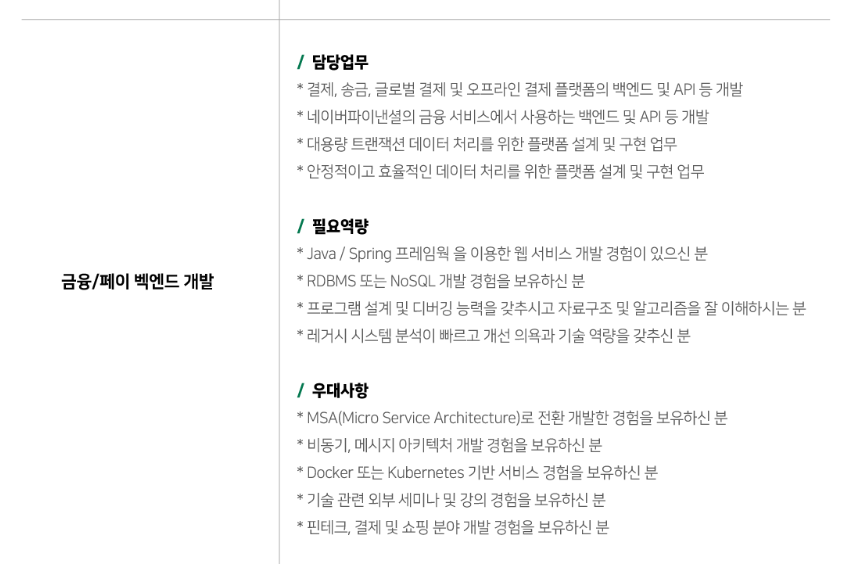 / 담당업무
* 결제, 송금, 글로벌 결제 및 오프라인 결제 플랫폼의 백엔드 및 API 등 개발
* 네이버파이낸셜의 금융 서비스에서 사용하는 백엔드 및 API 등 개발
* 대용량 트랜잭션 데이터 처리를 위한 플랫폼 설계 및 구현 업무
* 안정적이고 효율적인 데이터 처리를 위한 플랫폼 설계 및 구현 업무
/ 필요역량
* Java / Spring 프레임웍 을 이용한 웹 서비스 개발 경험이 있으신 분
금융/페이 벡엔드 개발
* RDBMS 또는 NoSQL 개발 경험을 보유하신 분
* 프로그램 설계 및 디버깅 능력을 갖추시고 자료구조 및 알고리즘을 잘 이해하시는 분
* 레거시 시스템 분석이 빠르고 개선 의욕과 기술 역량을 갖추신 분
/ 우대사항
* MSA(Micro Service Architecture)로 전환 개발한 경험을 보유하신 분
* 비동기, 메시지 아키텍처 개발 경험을 보유하신 분
* Docker 또는 Kubernetes 기반 서비스 경험을 보유하신 분
* 기술 관련 외부 세미나 및 강의 경험을 보유하신 분
* 핀테크, 결제 및 쇼핑 분야 개발 경험을 보유하신 분